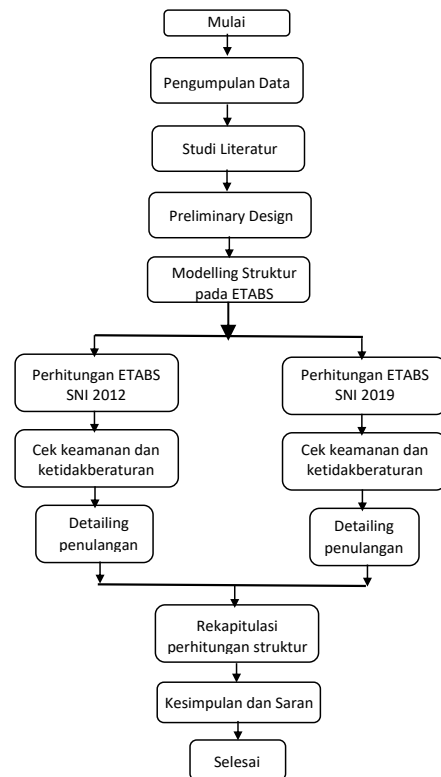 Mulai
Pengumpulan Data
Studi Literatur
Preliminary Design
Modelling Struktur
pada ETABS
Perhitungan ETABS
SNI 2012
Cek keamanan dan
ketidakberaturan
Detailing
penulangan
Perhitungan ETABS
SNI 2019
Cek keamanan dan
ketidakberaturan
Detailing
penulangan
Rekapitulasi
perhitungan struktur
Kesimpulan dan Saran
Selesai